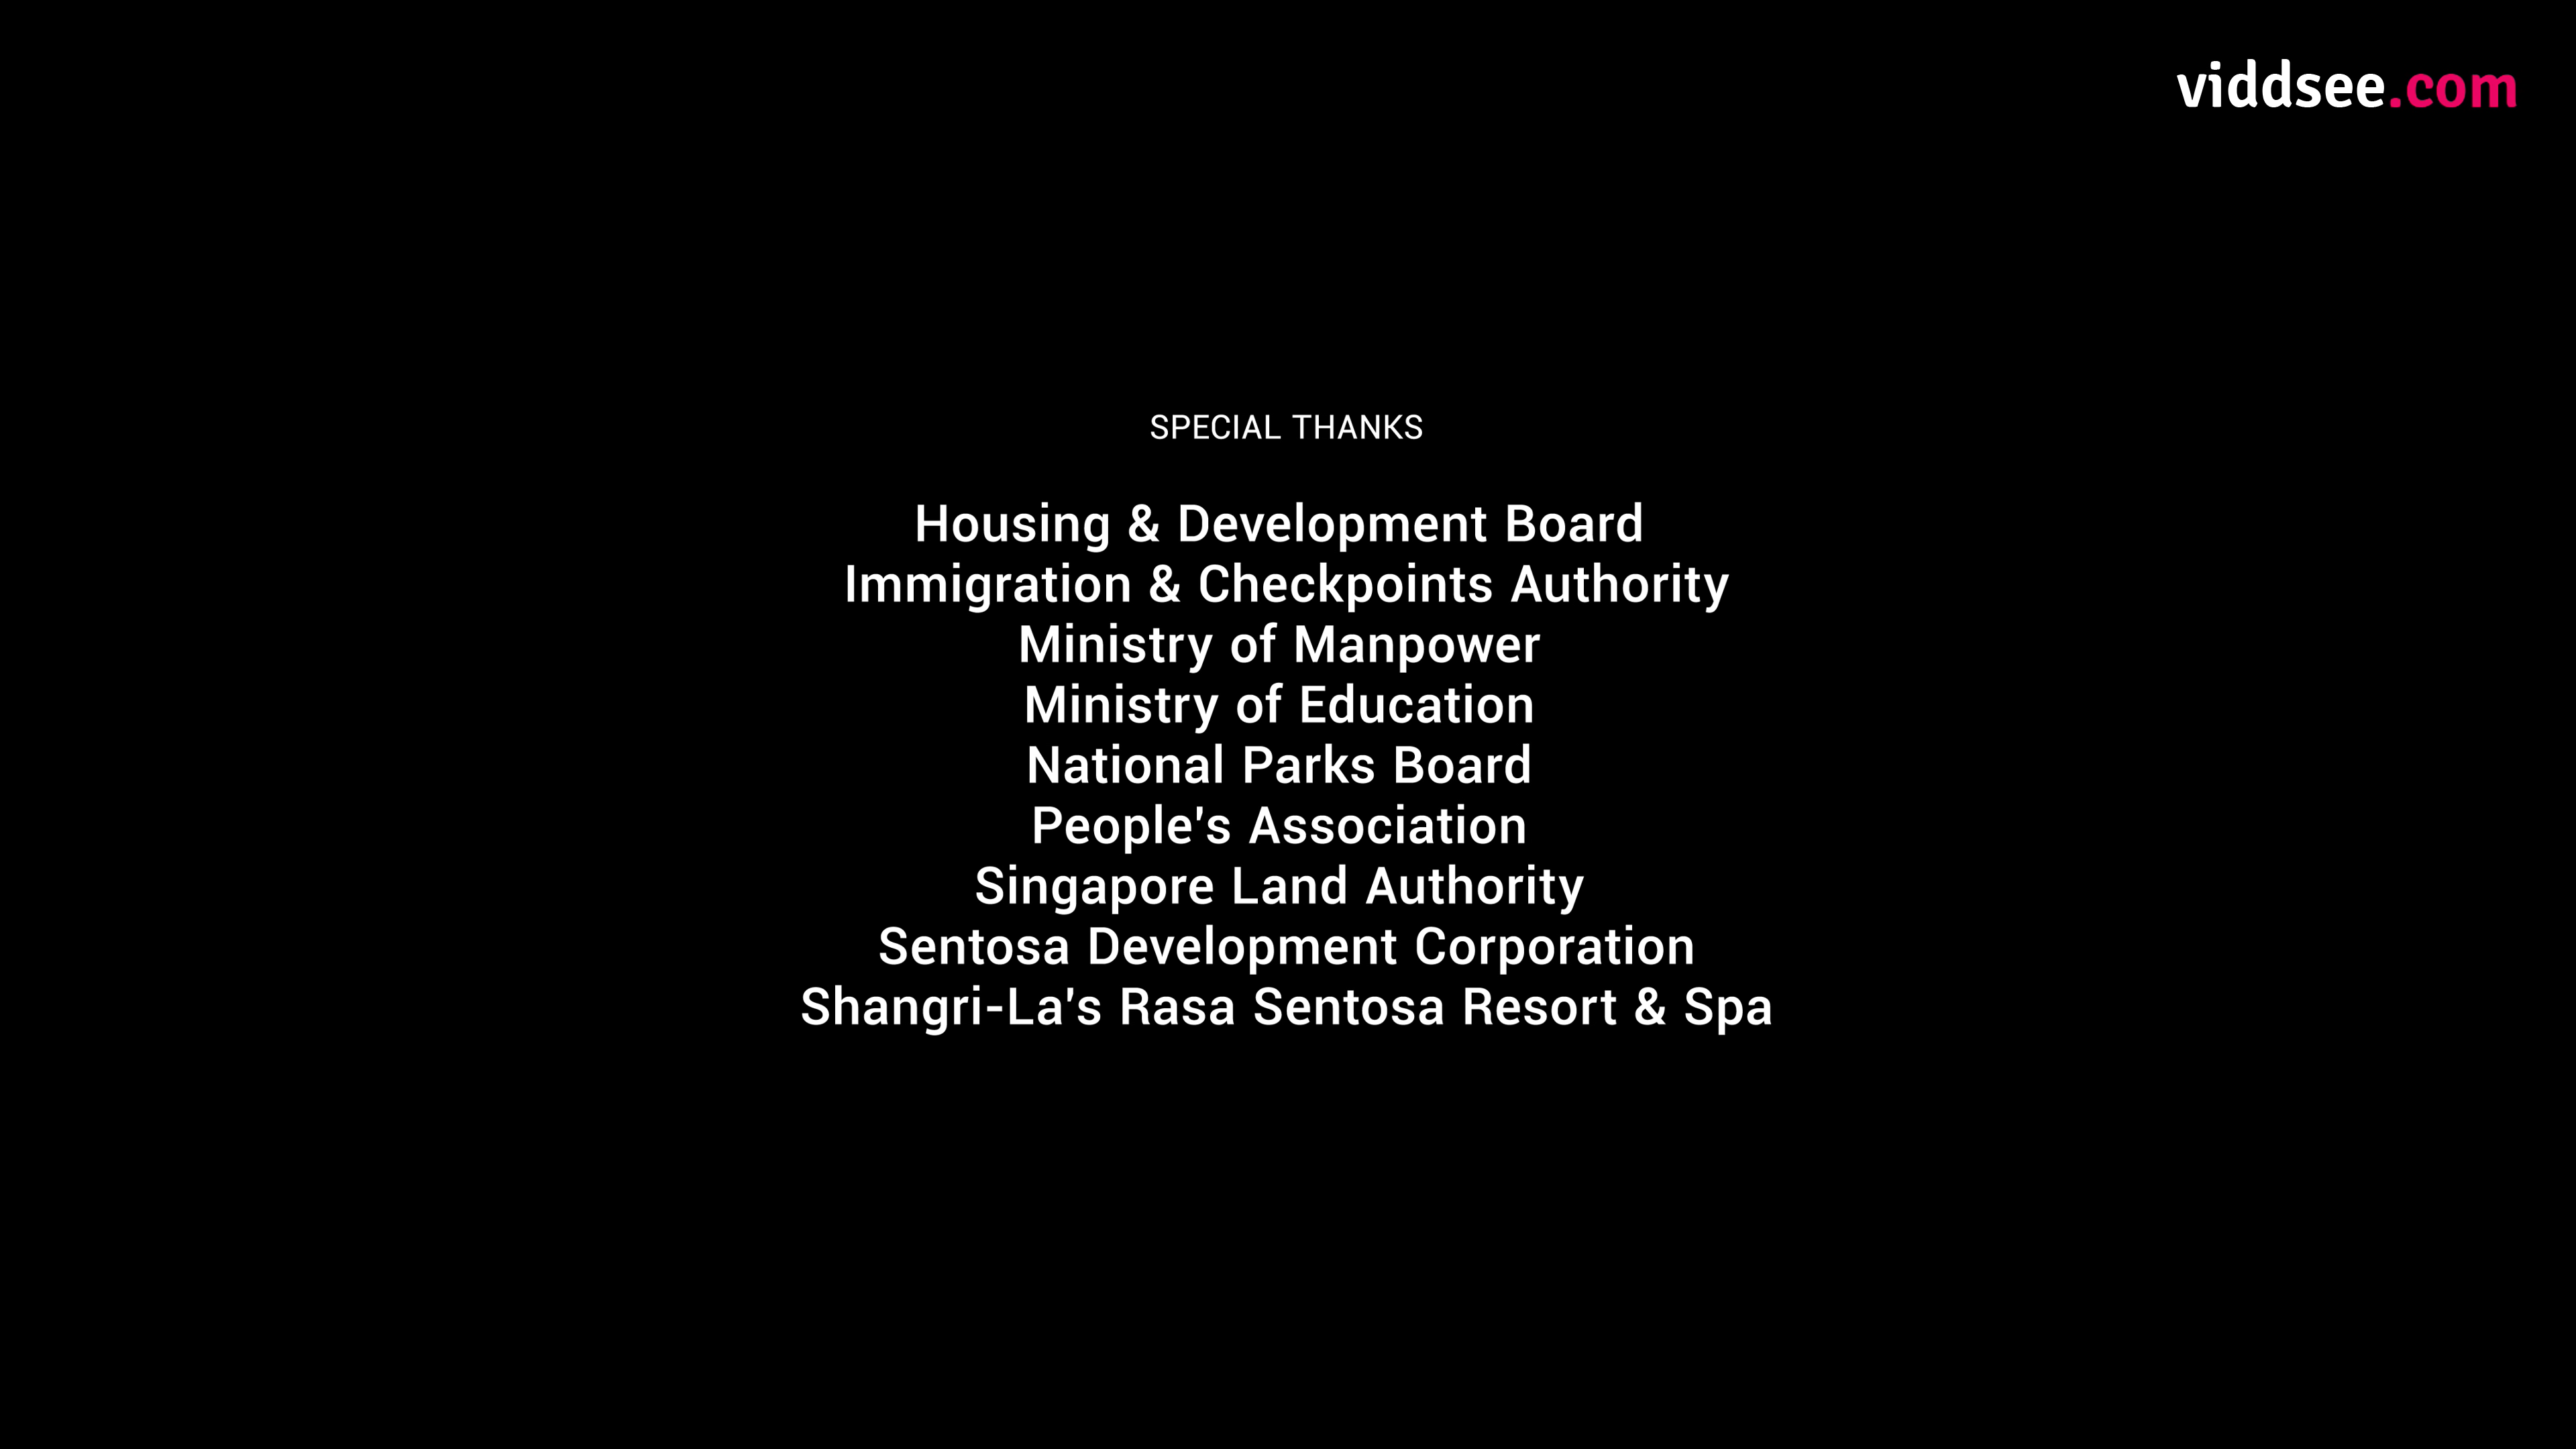 viddsee.com
SPECIAL THANKS
Housing & Development Board
Immigration & Checkpoints Authority
Ministry of Manpower
Ministry of Education
National Parks Board
People's Association
Singapore Land Authority
Sentosa Development Corporation
Shangri-La's Rasa Sentosa Resort & Spa